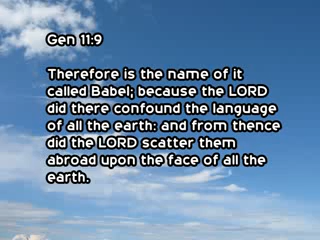 Gen 11:9
Therefore is the name of it
called Babel; because the LORD
did there confound the language
of all the earth: and from thence
did the LORD scatter them
abroad upon the face of all the
earth.